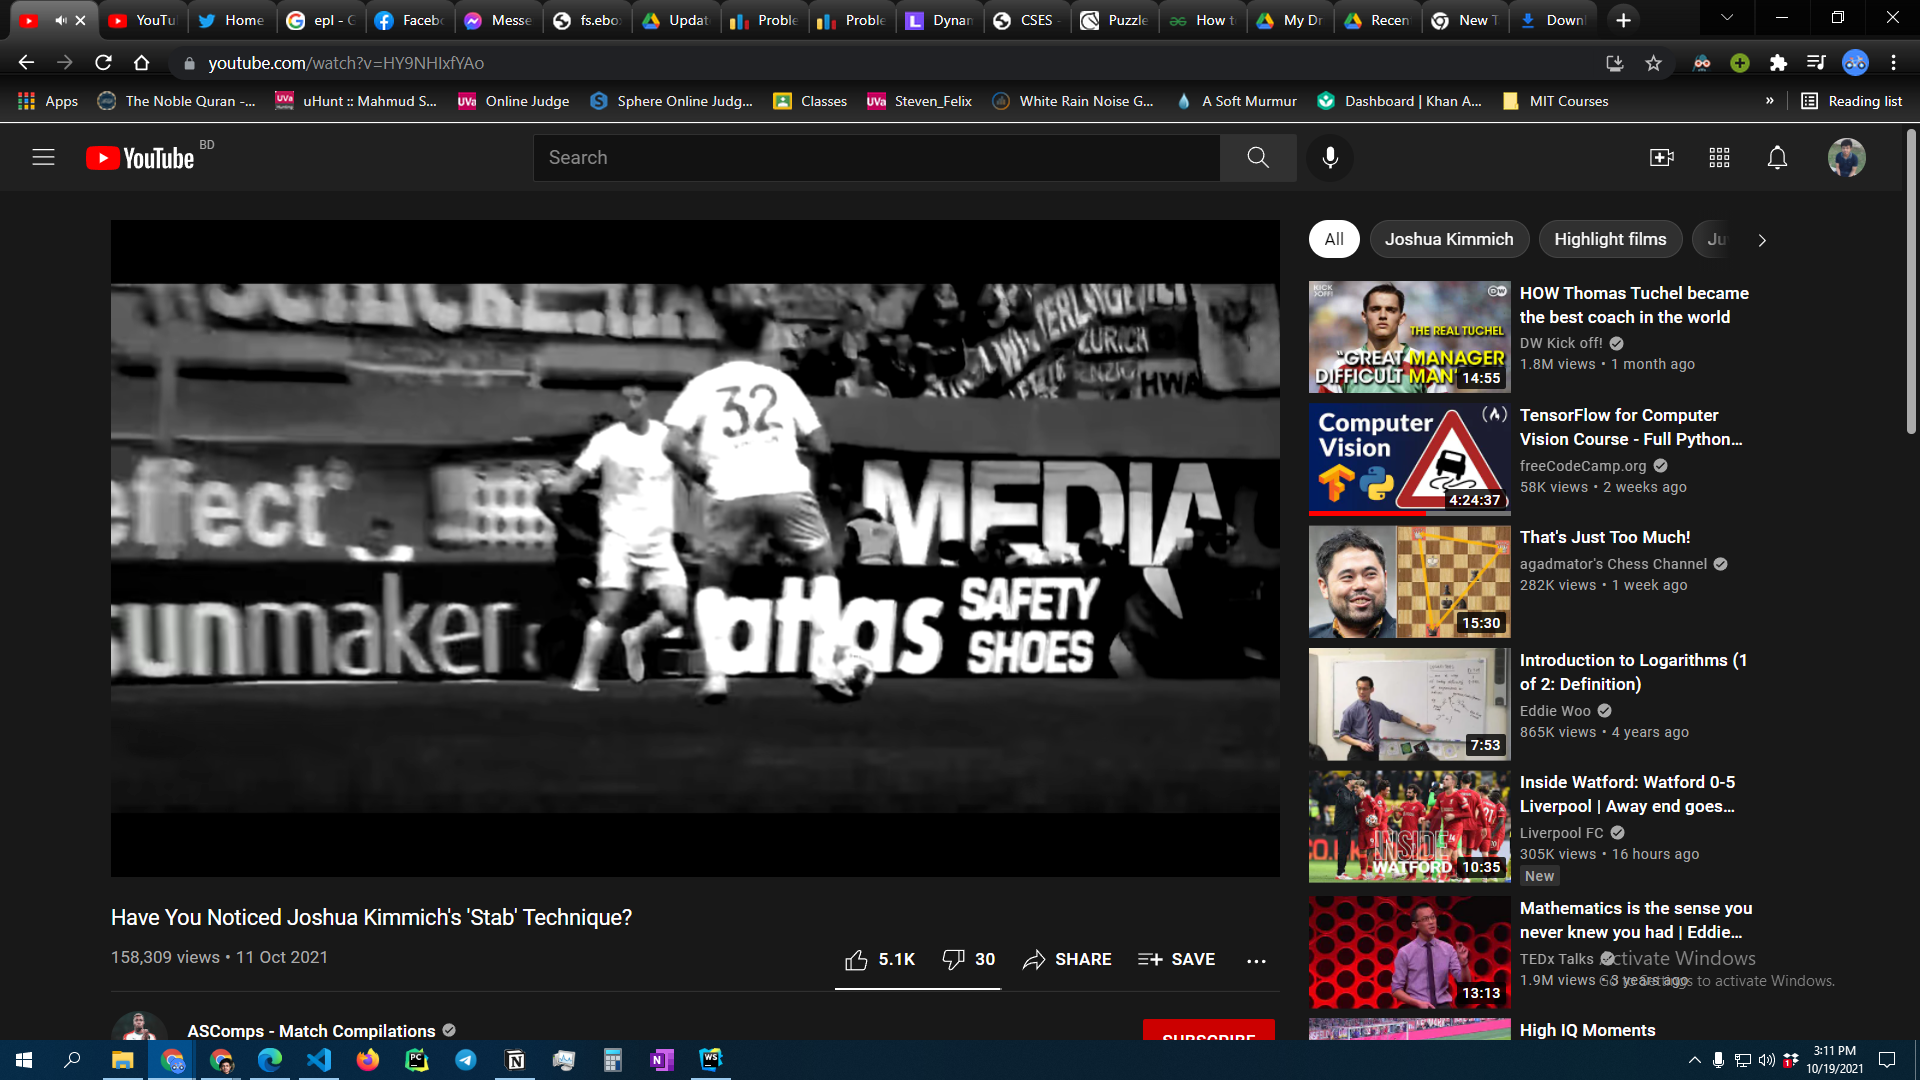 YouTu
Home
epl - G
Faceb
Messe
fs.ebo
Updat
Proble
Proble
Dynan
CSES -
Puzzle
How t
My Dr
Recen
New T
Downl
youtube.com/watch?v=HY9NHIxfYAo
Apps
The Noble Quran -...
uHunt :: Mahmud S...
Online Judge
Sphere Online Judg...
Classes
Steven_Felix
White Rain Noise G...
A Soft Murmur
Dashboard | Khan A...
MIT Courses
»
Reading list
YouTube BD
Search
All
Joshua Kimmich
Highlight films
Ju
32
effect
MEDIA
sunmaker
atlas
SAFETY
SHOES
ZURICH
HWA
KICK
OFF!
DW
THE REAL TUCHEL
"GREAT MANAGER
DIFFICULT MAN"
14:55
HOW Thomas Tuchel became
the best coach in the world
DW Kick off!
1.8M views • 1 month ago
Computer
Vision
4:24:37
TensorFlow for Computer
Vision Course - Full Python...
freeCodeCamp.org
58K views • 2 weeks ago
15:30
That's Just Too Much!
agadmator's Chess Channel
282K views • 1 week ago
7:53
Introduction to Logarithms (1
of 2: Definition)
Eddie Woo
865K views • 4 years ago
INSIDE
WATFORD
10:35
Inside Watford: Watford 0-5
Liverpool | Away end goes...
Liverpool FC
305K views • 16 hours ago
New
13:13
Mathematics is the sense you
never knew you had | Eddie...
TEDx Talks
1.9M views • 3 years ago
Activate Windows
Go to Settings to activate Windows.
High IQ Moments
Have You Noticed Joshua Kimmich's 'Stab' Technique?
158,309 views • 11 Oct 2021
5.1K
30
SHARE
SAVE
ASComps - Match Compilations
SUBSCRIBE
3:11 PM
10/19/2021